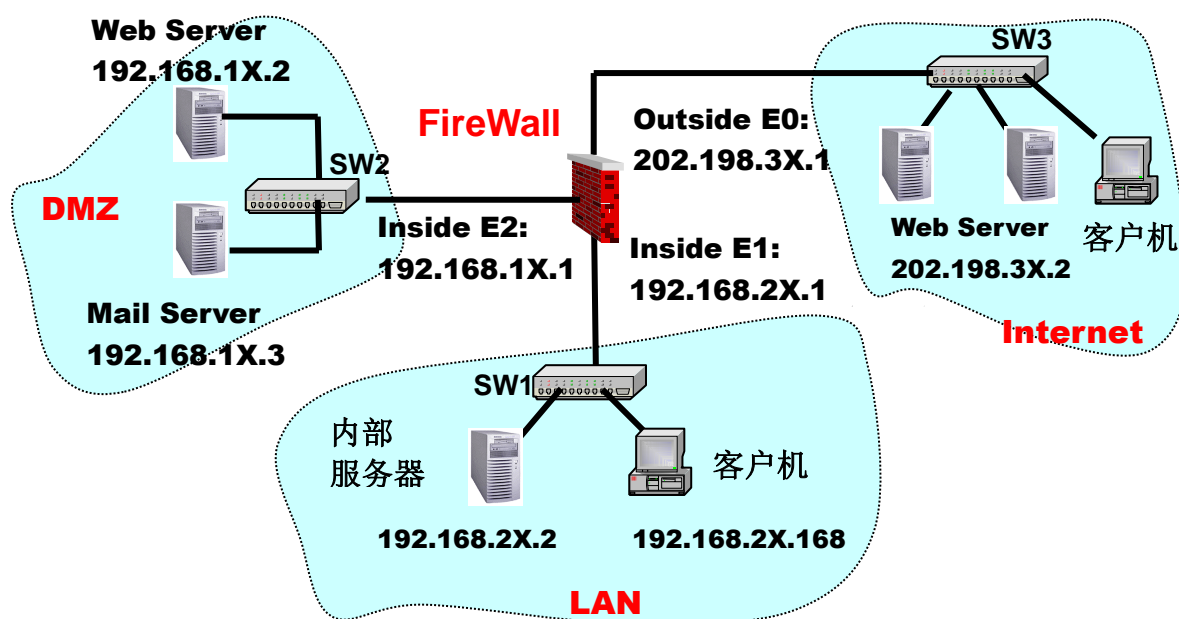 Web Server
192.168.1X.2
SW2
DMZ
Mail Server
192.168.1X.3
FireWall
Inside E2:
192.168.1X.1
Outside E0:
202.198.3X.1
Inside E1:
192.168.2X.1
SW3
Web Server
202.198.3X.2
客户机
Internet
SW1
内部
服务器
192.168.2X.2
客户机
192.168.2X.168
LAN